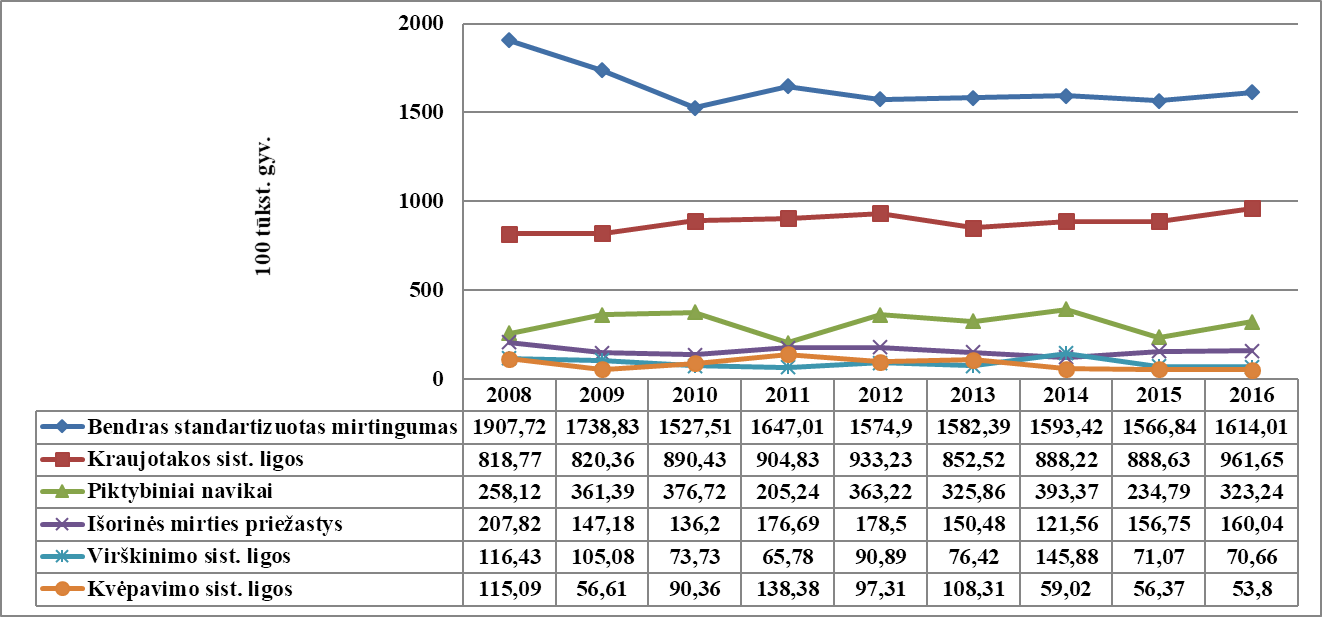 2000
1500
1000
500
0
100 tūkst. gyv.
2008 2009 2010 2011 2012 2013 2014 2015 2016
Bendras standartizuotas mirtingumas 1907,72 1738,83 1527,51 1647,01 1574,9 1582,39 1593,42 1566,84 1614,01
Kraujotakos sist. ligos 818,77 820,36 890,43 904,83 933,23 852,52 888,22 888,63 961,65
Piktybiniai navikai 258,12 361,39 376,72 205,24 363,22 325,86 393,37 234,79 323,24
Išorinės mirties priežastys 207,82 147,18 136,2 176,69 178,5 150,48 121,56 156,75 160,04
Virškinimo sist. ligos 116,43 105,08 73,73 65,78 90,89 76,42 145,88 71,07 70,66
Kvėpavimo sist. ligos 115,09 56,61 90,36 138,38 97,31 108,31 59,02 56,37 53,8